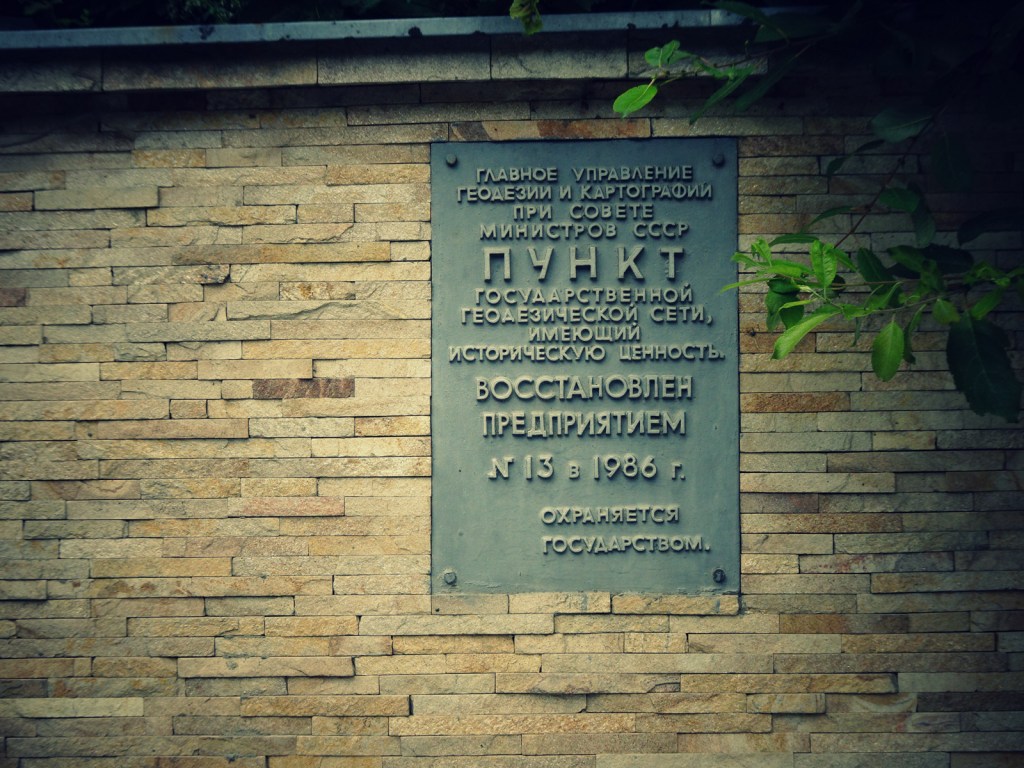 ГЛАВНОЕ УПРАВЛЕНИЕ
ГЕОДЕЗИИ И КАРТОГРАФИИ
ПРИ СОВЕТЕ
МИНИСТРОВ СССР
ПУНКТ
ГОСУДАРСТВЕННОЙ
ГЕОДЕЗИЧЕСКОЙ СЕТИ,
ИМЕЮЩИЙ
ИСТОРИЧЕСКУЮ ЦЕННОСТЬ.
ВОССТАНОВЛЕН
ПРЕДПРИЯТИЕМ
№ 13 в 1986 г.
ОХРАНЯЕТСЯ
ГОСУДАРСТВОМ.